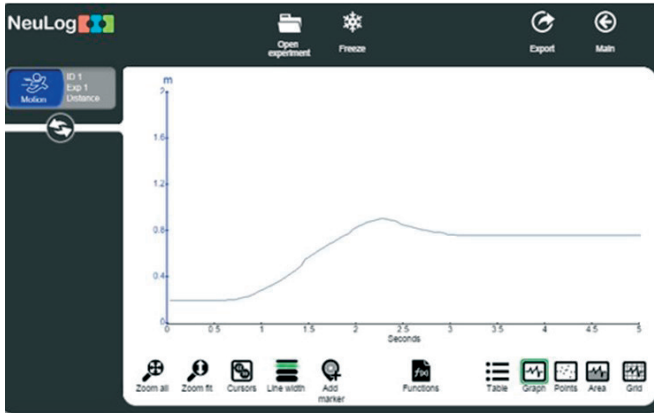 NeuLog
Open
experiment
Freeze
Export
Main
Motion
ID 1
Exp 1
Distance
m
2
1.6
1.2
0.8
0.4
0
0 0.5 1 1.5 2 2.5 3 3.5 4 4.5 5
Seconds
Zoom all
Zoom fit
Cursors
Line width
Add
marker
f(x)
Functions
Table
Graph
Points
Area
Grid